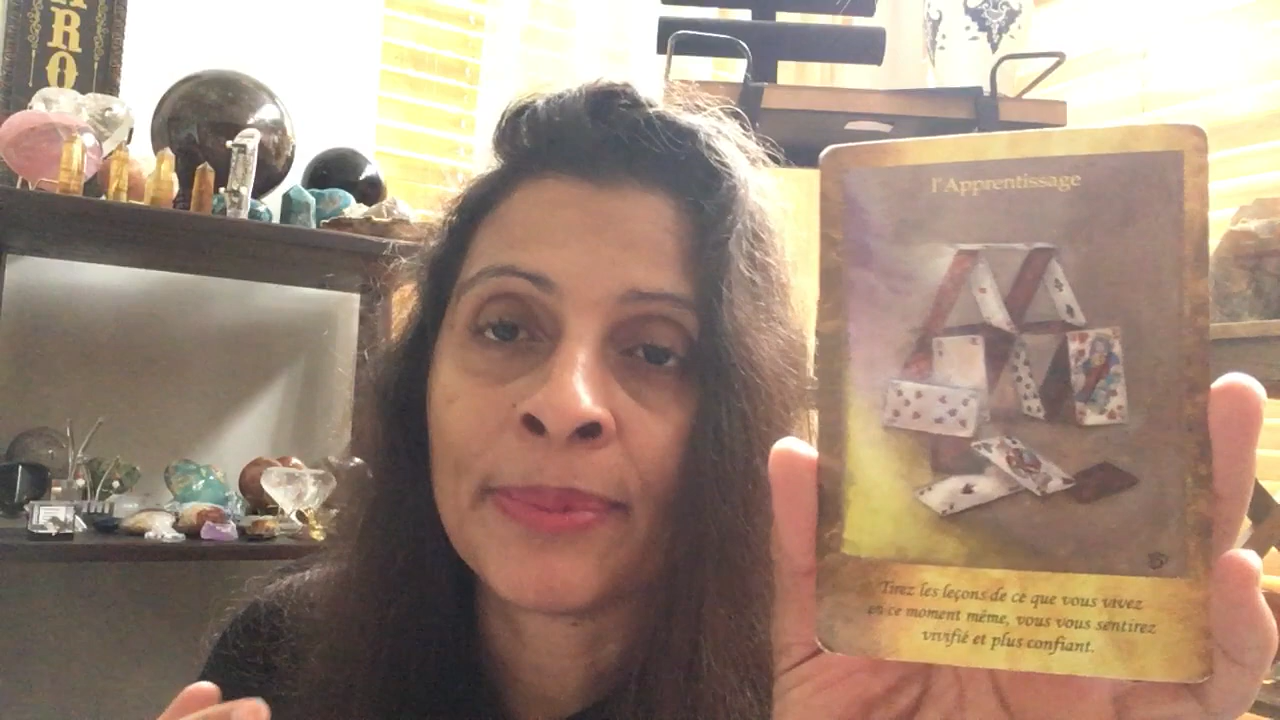 ARO
l'Apprentissage
Tirez les leçons de ce que vous vivez
en ce moment même, vous vous sentirez
vivifié et plus confiant.